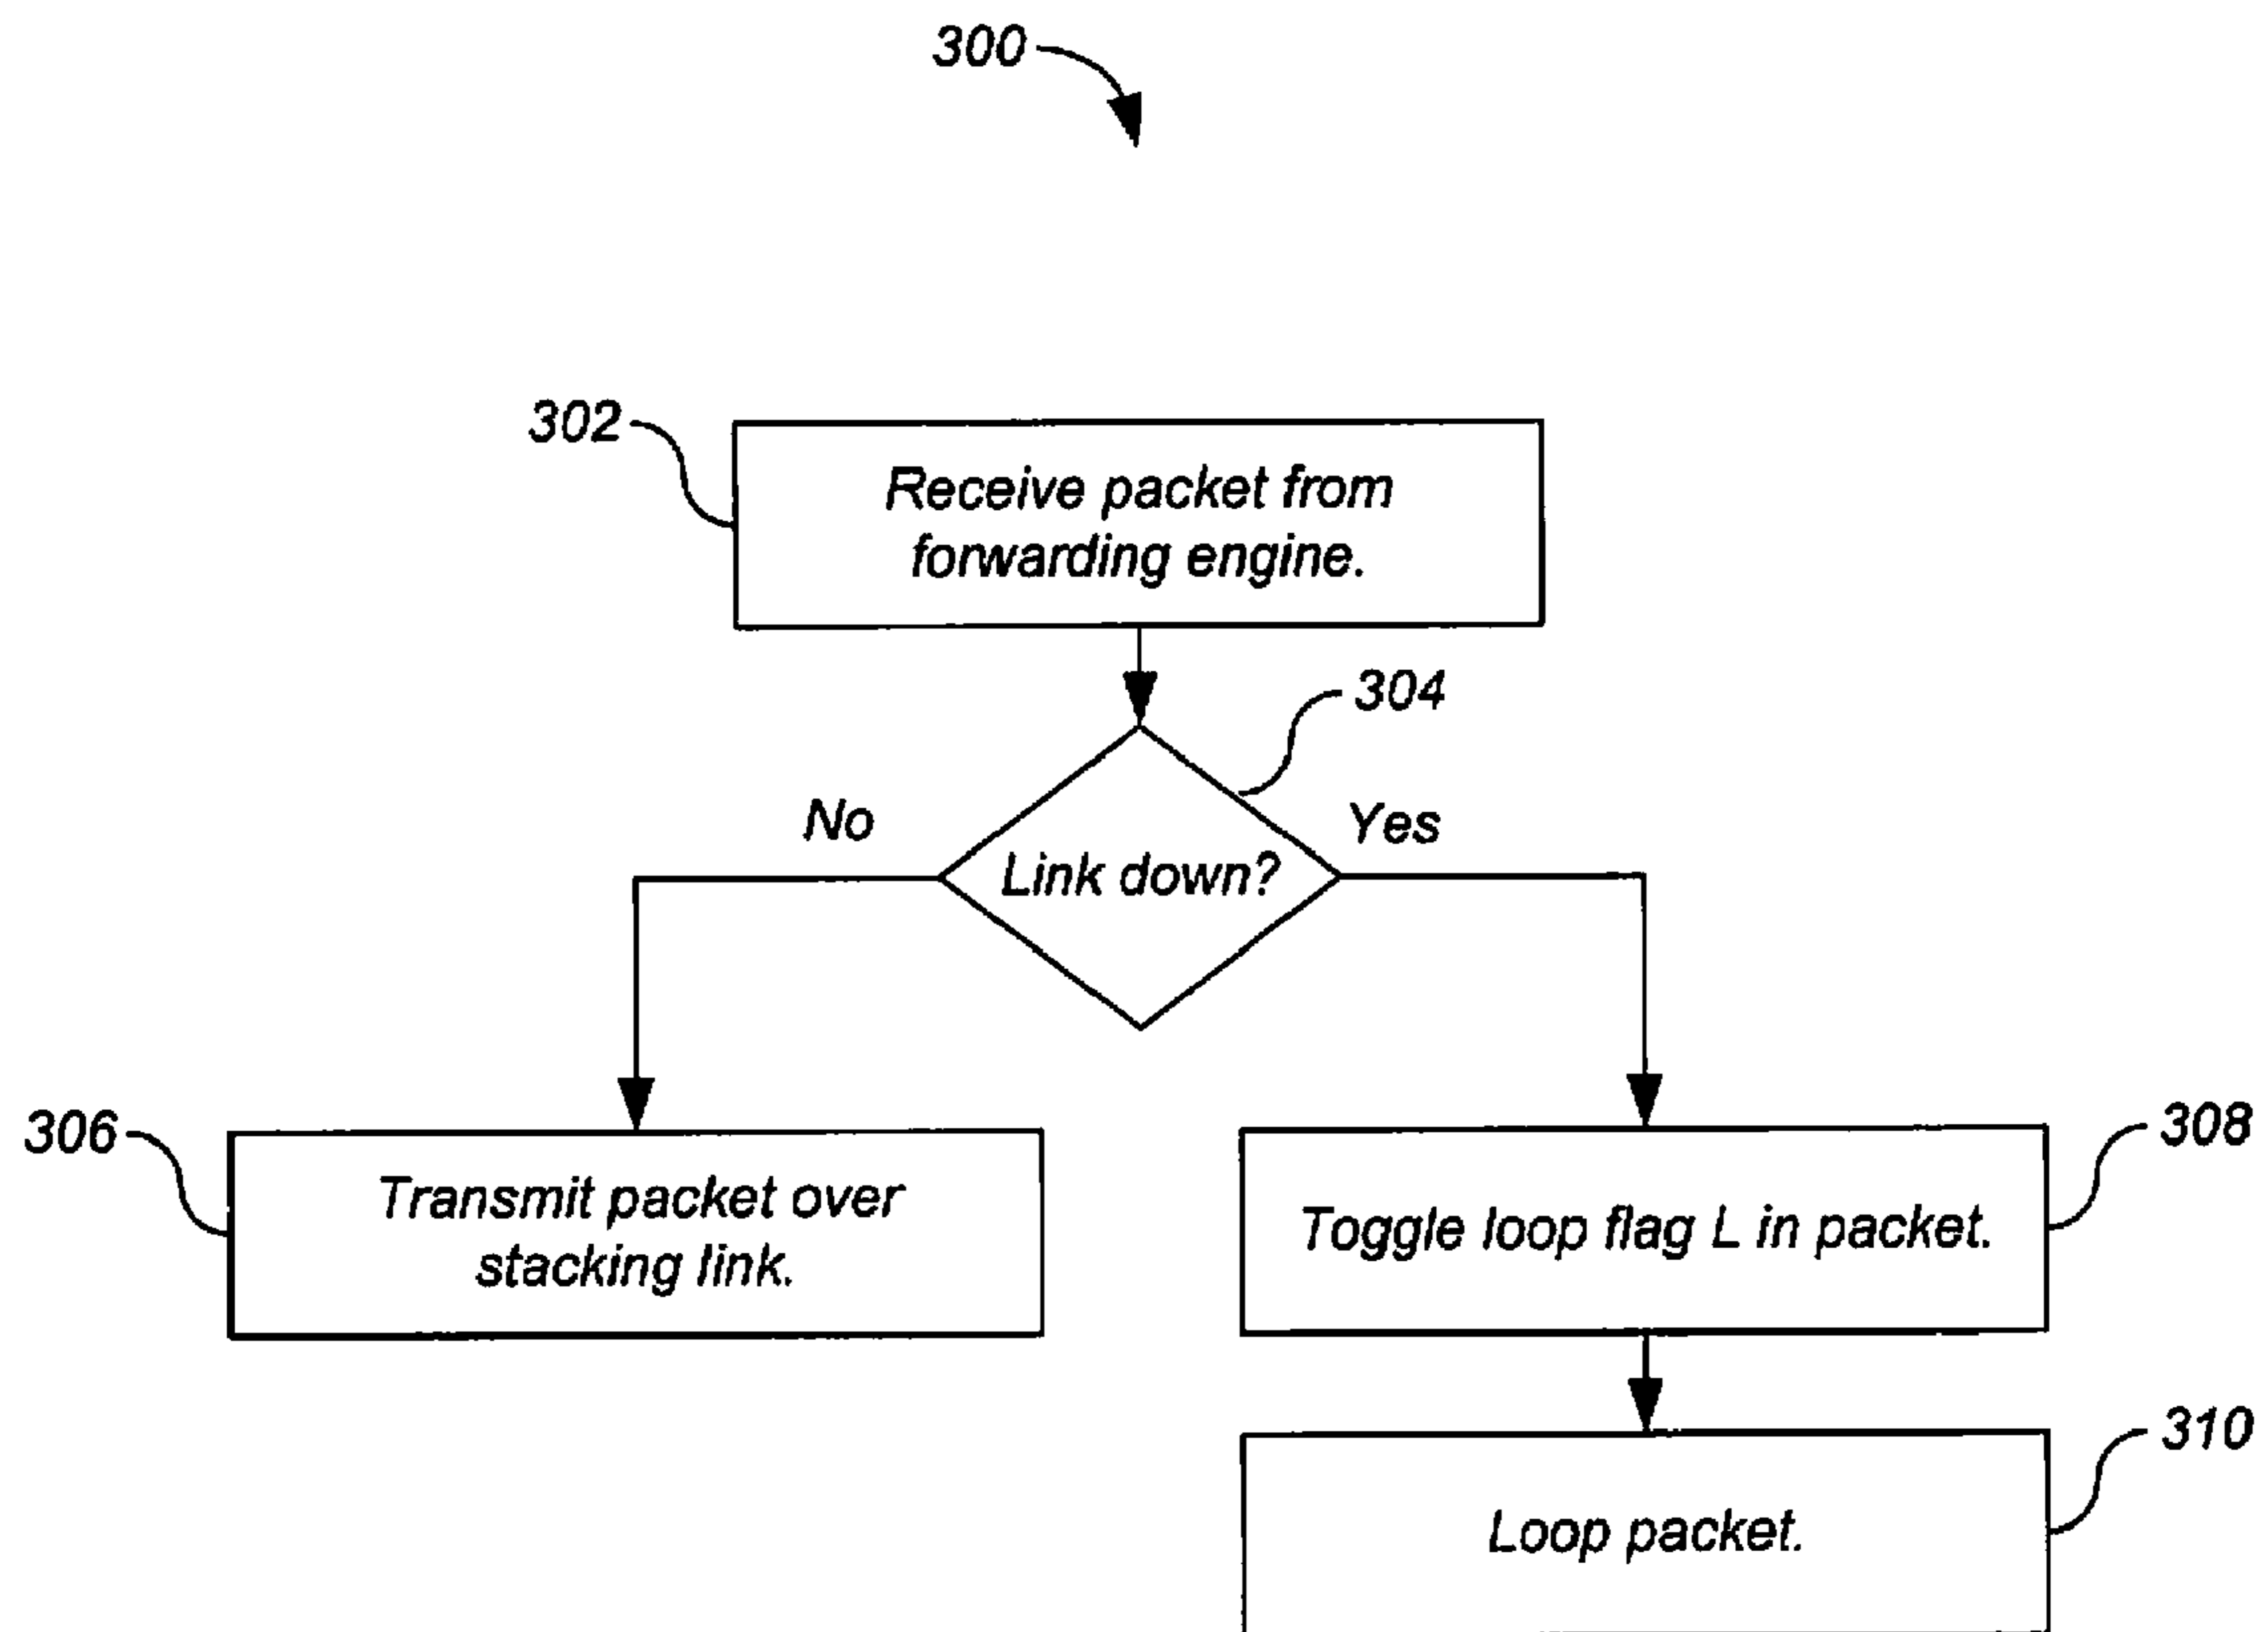 300
302
Receive packet from
forwarding engine.
304
No
Yes
Link down?
306
Transmit packet over
stacking link.
308
Toggle loop flag L in packet.
310
Loop packet.